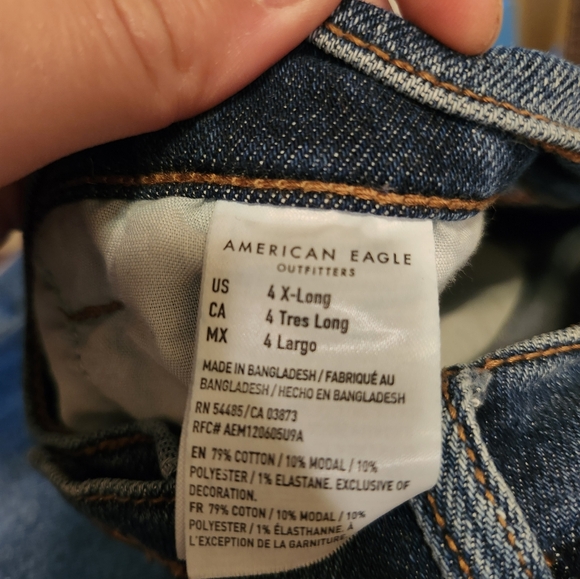 AMERICAN EAGLE
OUTFITTERS
US 4 X-Long
CA 4 Tres Long
MX 4 Largo
MADE IN BANGLADESH / FABRIQUÉ AU
BANGLADESH / HECHO EN BANGLADESH
RN 54485/CA 03873
RFC# AEM120605U9A
EN 79% COTTON / 10% MODAL / 10%
POLYESTER / 1% ELASTANE. EXCLUSIVE OF
DECORATION.
FR 79% COTON / 10% MODAL / 10%
POLYESTER / 1% ÉLASTHANNE. À
L'EXCEPTION DE LA GARNITURE.